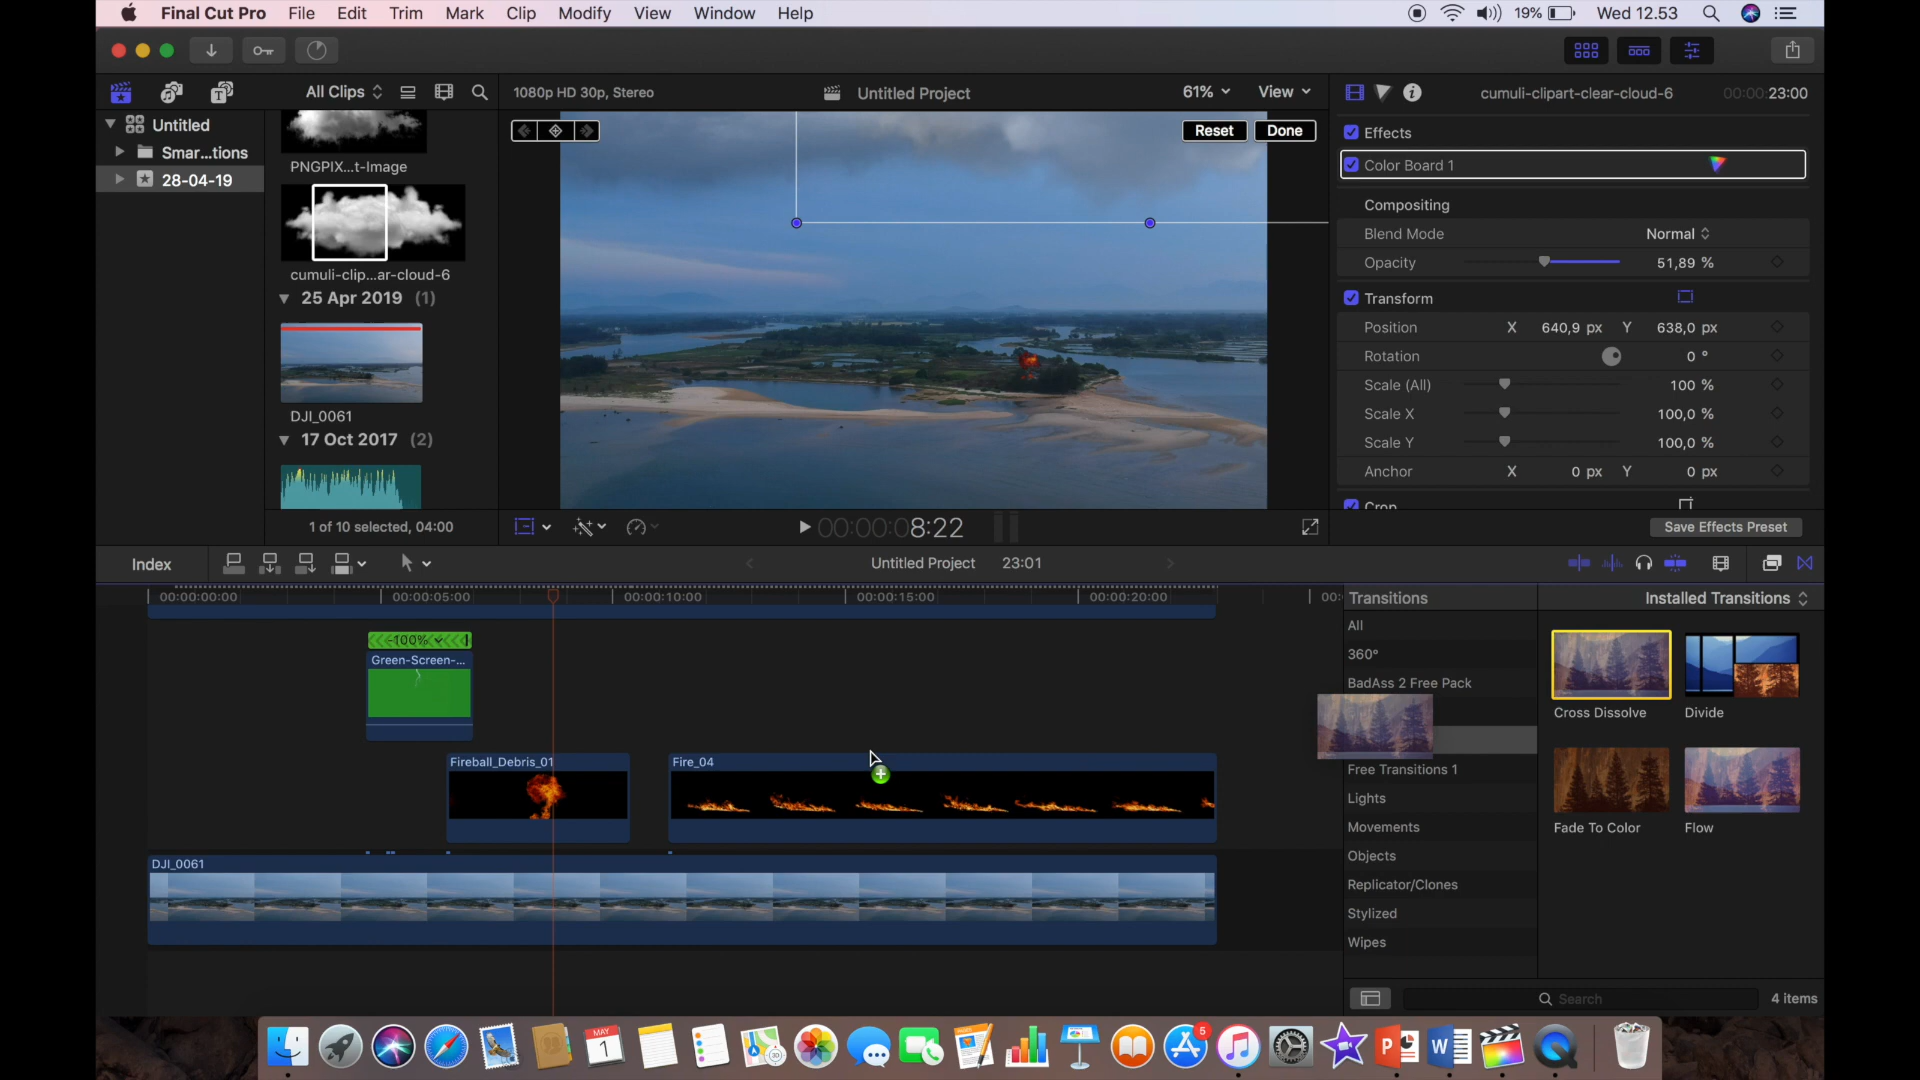 Final Cut Pro File Edit Trim Mark Clip Modify View Window Help 19% Wed 12.53
All Clips 1080p HD 30p, Stereo Untitled Project 61% View cumuli-clipart-clear-cloud-6 00:00:23:00
Untitled
Smar...tions
28-04-19
PNGPIX...t-Image
cumuli-clip...ar-cloud-6
25 Apr 2019 (1)
DJI_0061
17 Oct 2017 (2)
1 of 10 selected, 04:00
Reset Done
00:00:08:22
Effects
Color Board 1
Compositing
Blend Mode Normal
Opacity 51,89 %
Transform
Position X 640,9 px Y 638,0 px
Rotation 0 °
Scale (All) 100 %
Scale X 100,0 %
Scale Y 100,0 %
Anchor X 0 px Y 0 px
Crop
Save Effects Preset
Index Untitled Project 23:01
00:00:00:00 00:00:05:00 00:00:10:00 00:00:15:00 00:00:20:00 00:
-100%
Green-Screen-...
Fireball_Debris_01
Fire_04
DJI_0061
Transitions
All
360°
BadAss 2 Free Pack
Free Transitions 1
Lights
Movements
Objects
Replicator/Clones
Stylized
Wipes
Installed Transitions
Cross Dissolve Divide
Fade To Color Flow
Search 4 items
MAY
1
3D
5
P
W